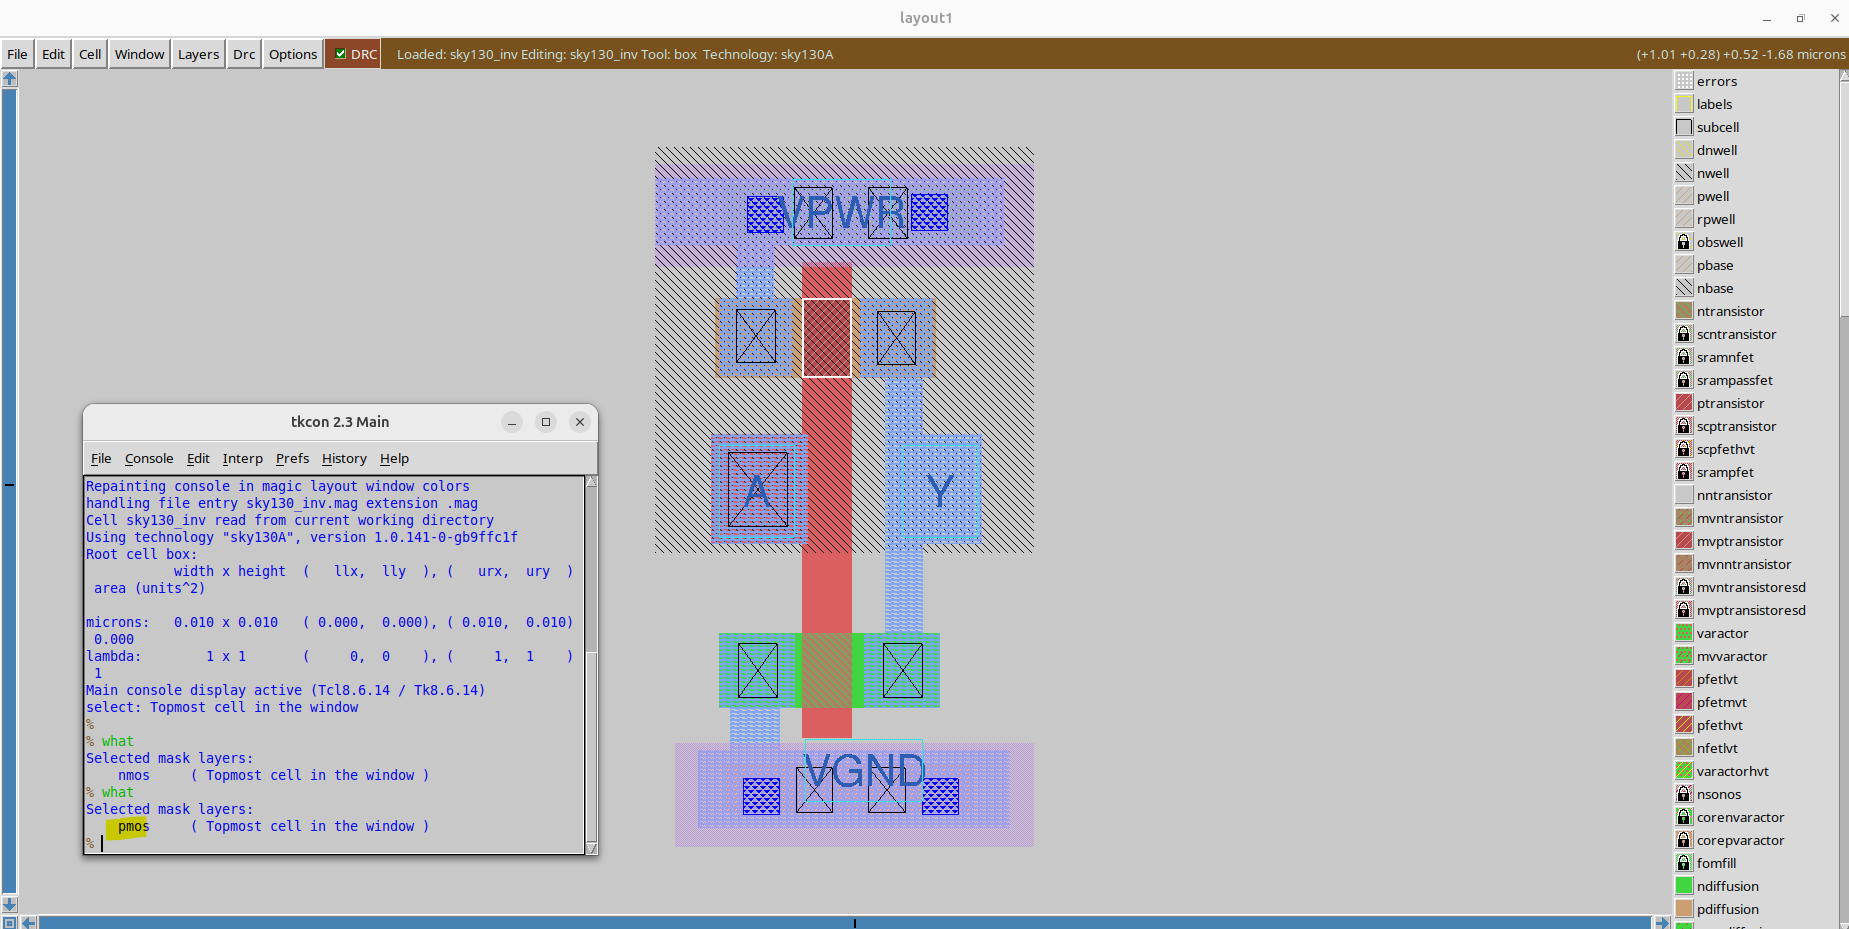 layout1
File Edit Cell Window Layers Drc Options DRC Loaded: sky130_inv Editing: sky130_inv Tool: box Technology: sky130A (+1.01 +0.28) +0.52 -1.68 microns
VPWR
A
Y
VGND
tkcon 2.3 Main
File Console Edit Interp Prefs History Help
Repainting console in magic layout window colors
handling file entry sky130_inv.mag extension .mag
Cell sky130_inv read from current working directory
Using technology "sky130A", version 1.0.141-0-gb9ffc1f
Root cell box:
width x height ( llx, lly ), ( urx, ury )
area (units^2)
microns: 0.010 x 0.010 ( 0.000, 0.000), ( 0.010, 0.010)
0.000
lambda: 1 x 1 ( 0, 0 ), ( 1, 1 )
1
Main console display active (Tcl8.6.14 / Tk8.6.14)
select: Topmost cell in the window
%
% what
Selected mask layers:
nmos ( Topmost cell in the window )
% what
Selected mask layers:
pmos ( Topmost cell in the window )
%
errors
labels
subcell
dnwell
nwell
pwell
rpwell
obswell
pbase
nbase
ntransistor
scntransistor
sramnfet
srampassfet
ptransistor
scptransistor
scpfethvt
srampfet
nntransistor
mvntransistor
mvptransistor
mvnntransistor
mvntransistoresd
mvptransistoresd
varactor
mvvaractor
pfetlvt
pfetmvt
pfethvt
nfetlvt
varactorhvt
nsonos
corenvaractor
corepvaractor
fomfill
ndiffusion
pdiffusion